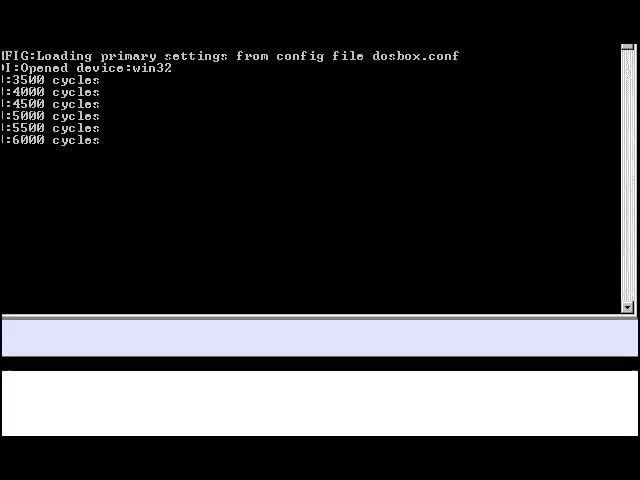 FIG:Loading primary settings from config file dosbox.conf
I:Opened device:win32
:3500 cycles
:4000 cycles
:4500 cycles
:5000 cycles
:5500 cycles
:6000 cycles